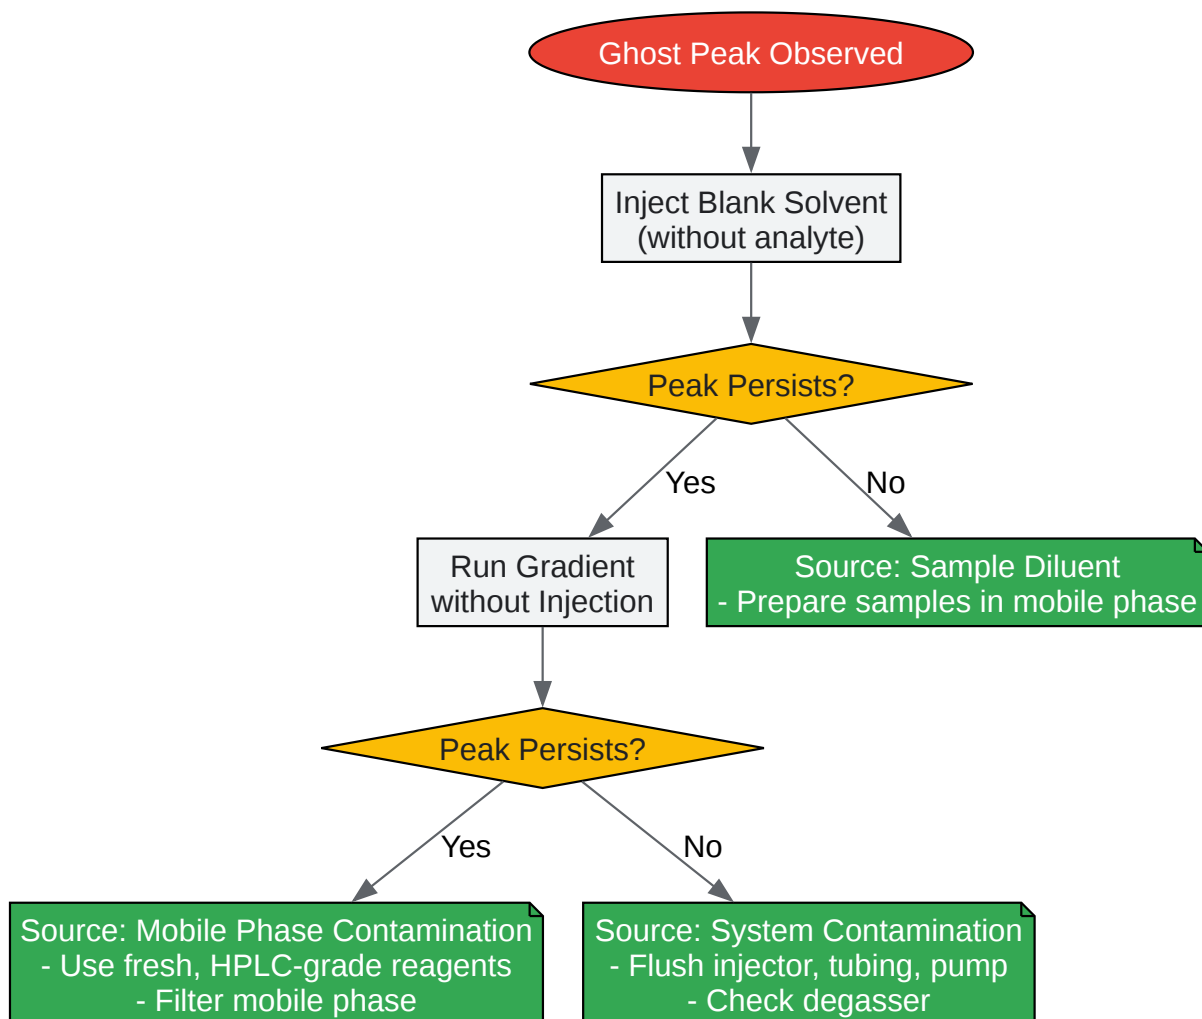 Ghost Peak Observed
Inject Blank Solvent
(without analyte)
Peak Persists?
Yes
No
Run Gradient
without Injection
Source: Sample Diluent
- Prepare samples in mobile phase
Peak Persists?
Yes
No
Source: Mobile Phase Contamination
- Use fresh, HPLC-grade reagents
- Filter mobile phase
Source: System Contamination
- Flush injector, tubing, pump
- Check degasser